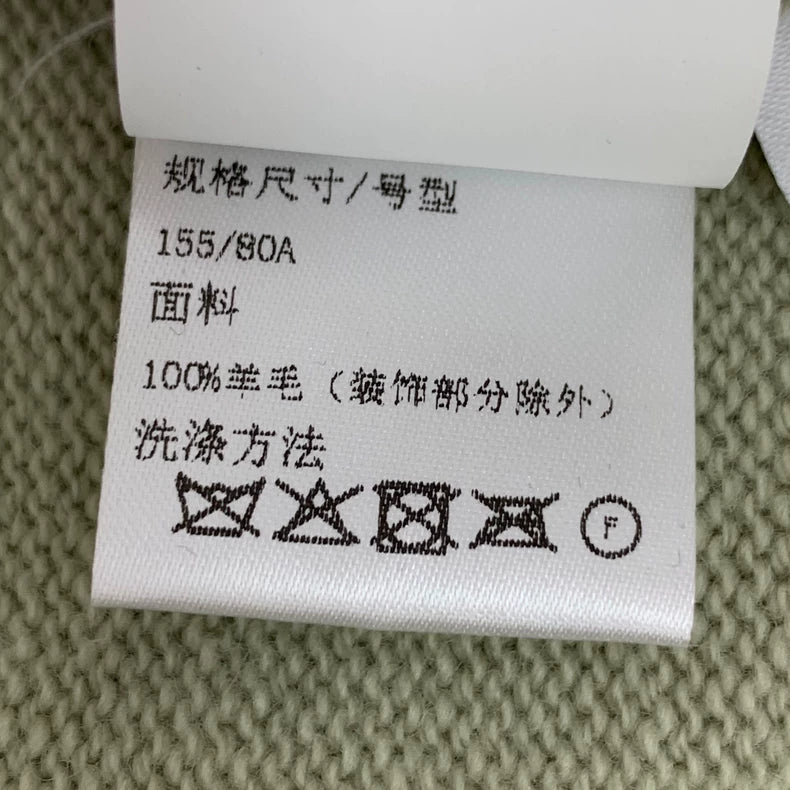 规格尺寸/号型
155/80A
面料
100%羊毛（装饰部分除外）
洗涤方法
F